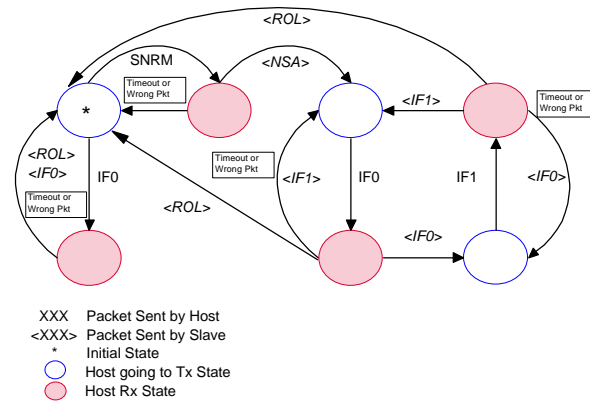 <ROL>
SNRM
<NSA>
Timeout or
Wrong Pkt
Timeout or
Wrong Pkt
*
<IF1>
<ROL>
<IF0>
IF0
Timeout or
Wrong Pkt
Timeout or
Wrong Pkt
<IF1>
IF0
IF1
<IF0>
<ROL>
<IF0>
XXX Packet Sent by Host
<XXX> Packet Sent by Slave
* Initial State
Host going to Tx State
Host Rx State